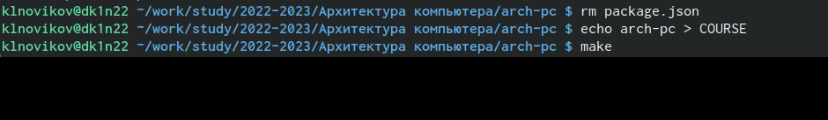 klnovikov@dk1n22 ~/work/study/2022-2023/Архитектура компьютера/arch-pc $ rm package.json
klnovikov@dk1n22 ~/work/study/2022-2023/Архитектура компьютера/arch-pc $ echo arch-pc > COURSE
klnovikov@dk1n22 ~/work/study/2022-2023/Архитектура компьютера/arch-pc $ make